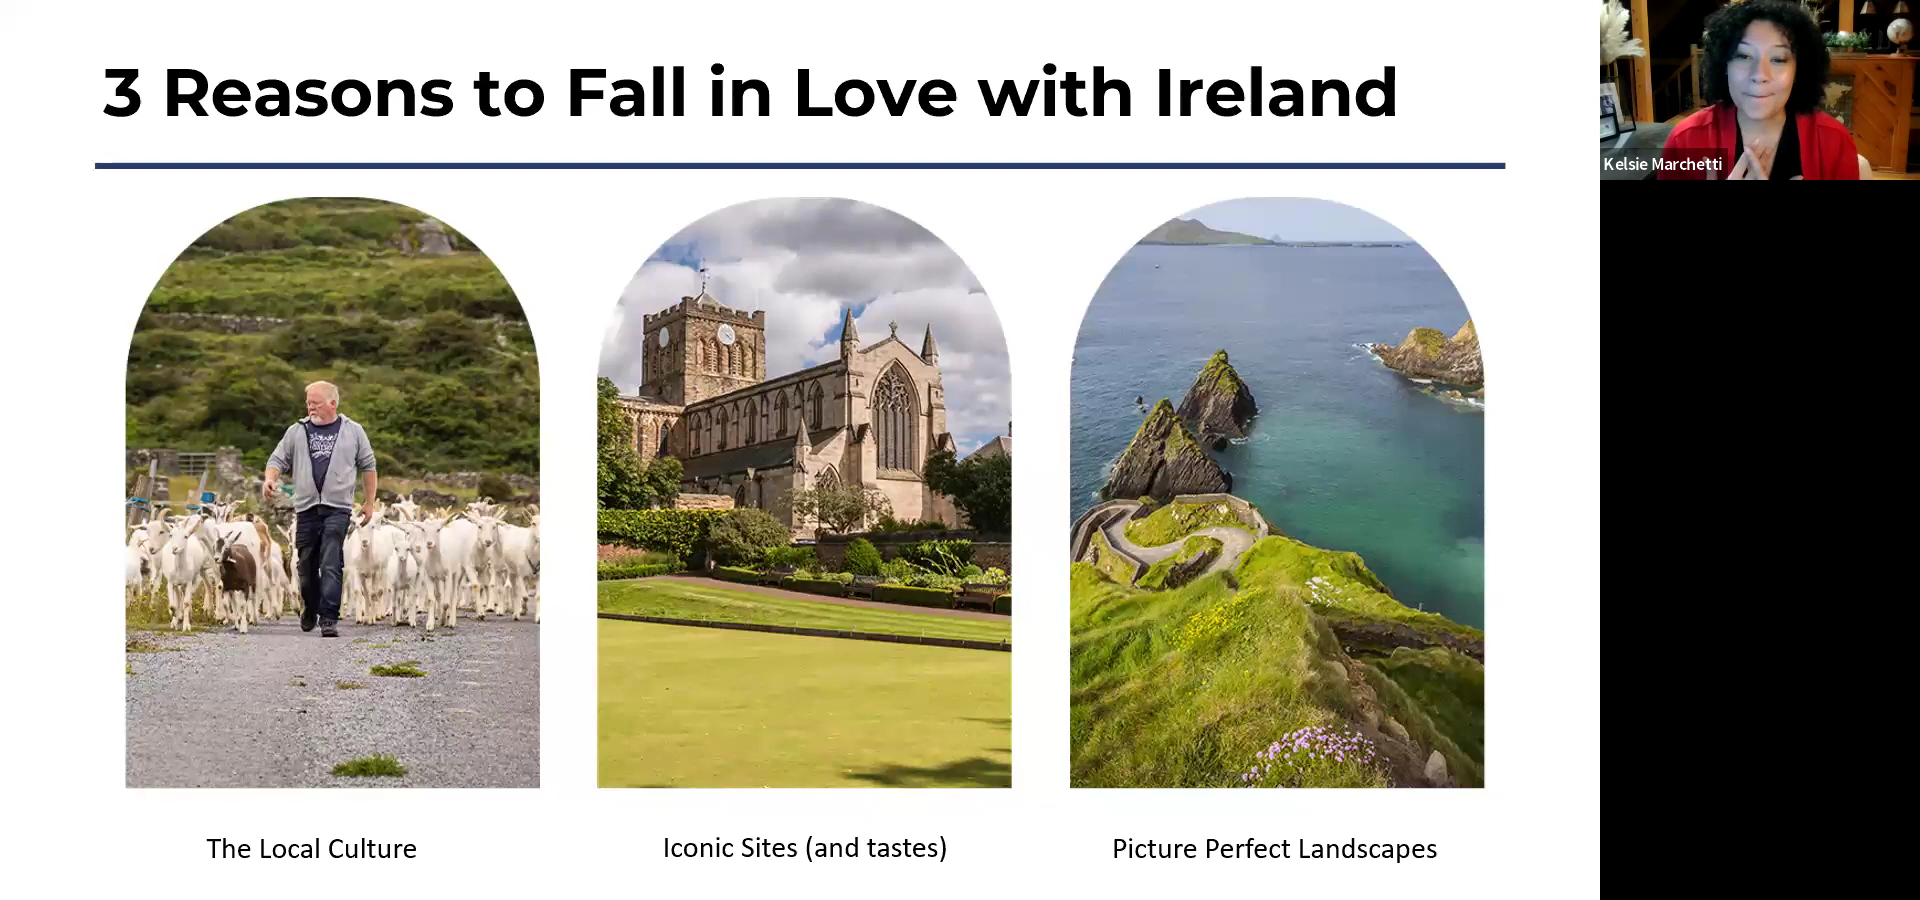 3 Reasons to Fall in Love with Ireland
Kelsie Marchetti
The Local Culture
Iconic Sites (and tastes)
Picture Perfect Landscapes